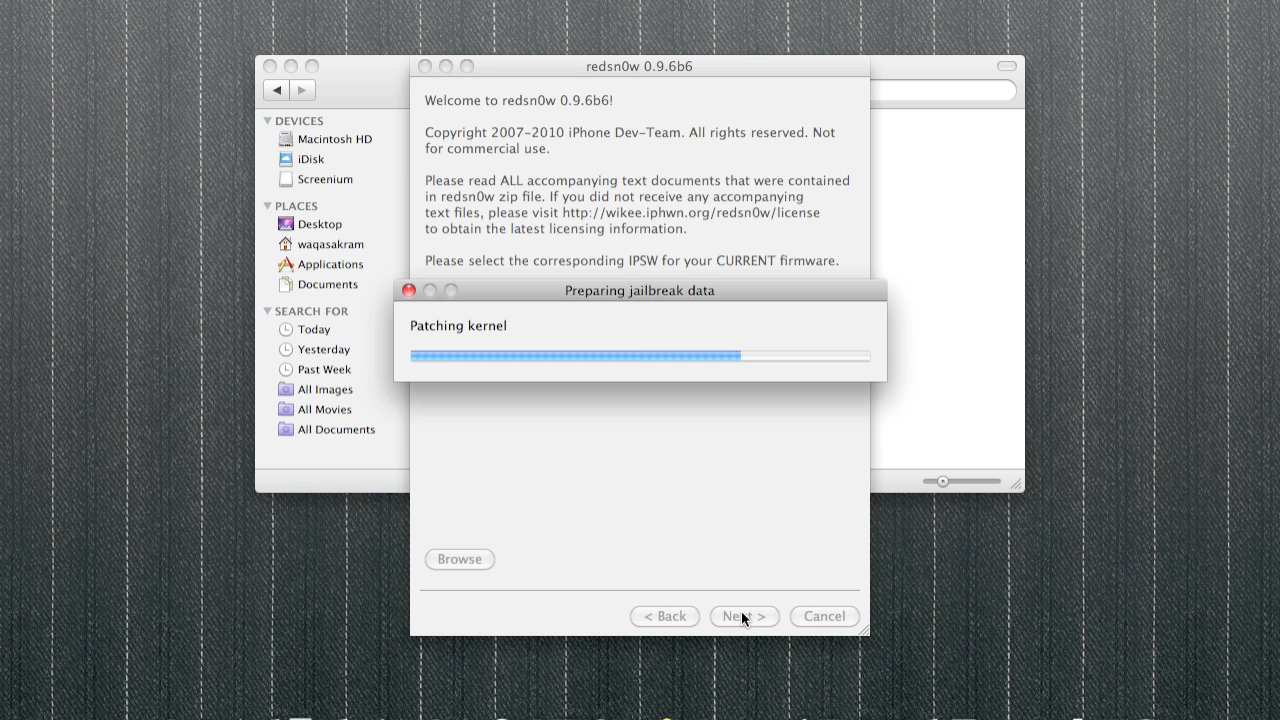 redsn0w 0.9.6b6
DEVICES
Macintosh HD
iDisk
Screenium
PLACES
Desktop
waqasakram
Applications
Documents
SEARCH FOR
Today
Yesterday
Past Week
All Images
All Movies
All Documents
Welcome to redsn0w 0.9.6b6!
Copyright 2007-2010 iPhone Dev-Team. All rights reserved. Not
for commercial use.
Please read ALL accompanying text documents that were contained
in redsn0w zip file. If you did not receive any accompanying
text files, please visit http://wikee.iphwn.org/redsn0w/license
to obtain the latest licensing information.
Please select the corresponding IPSW for your CURRENT firmware.
Preparing jailbreak data
Patching kernel
Browse
< Back
Next >
Cancel